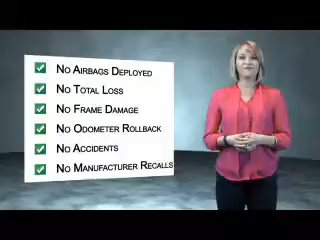 No Airbags Deployed
No Total Loss
No Frame Damage
No Odometer Rollback
No Accidents
No Manufacturer Recalls